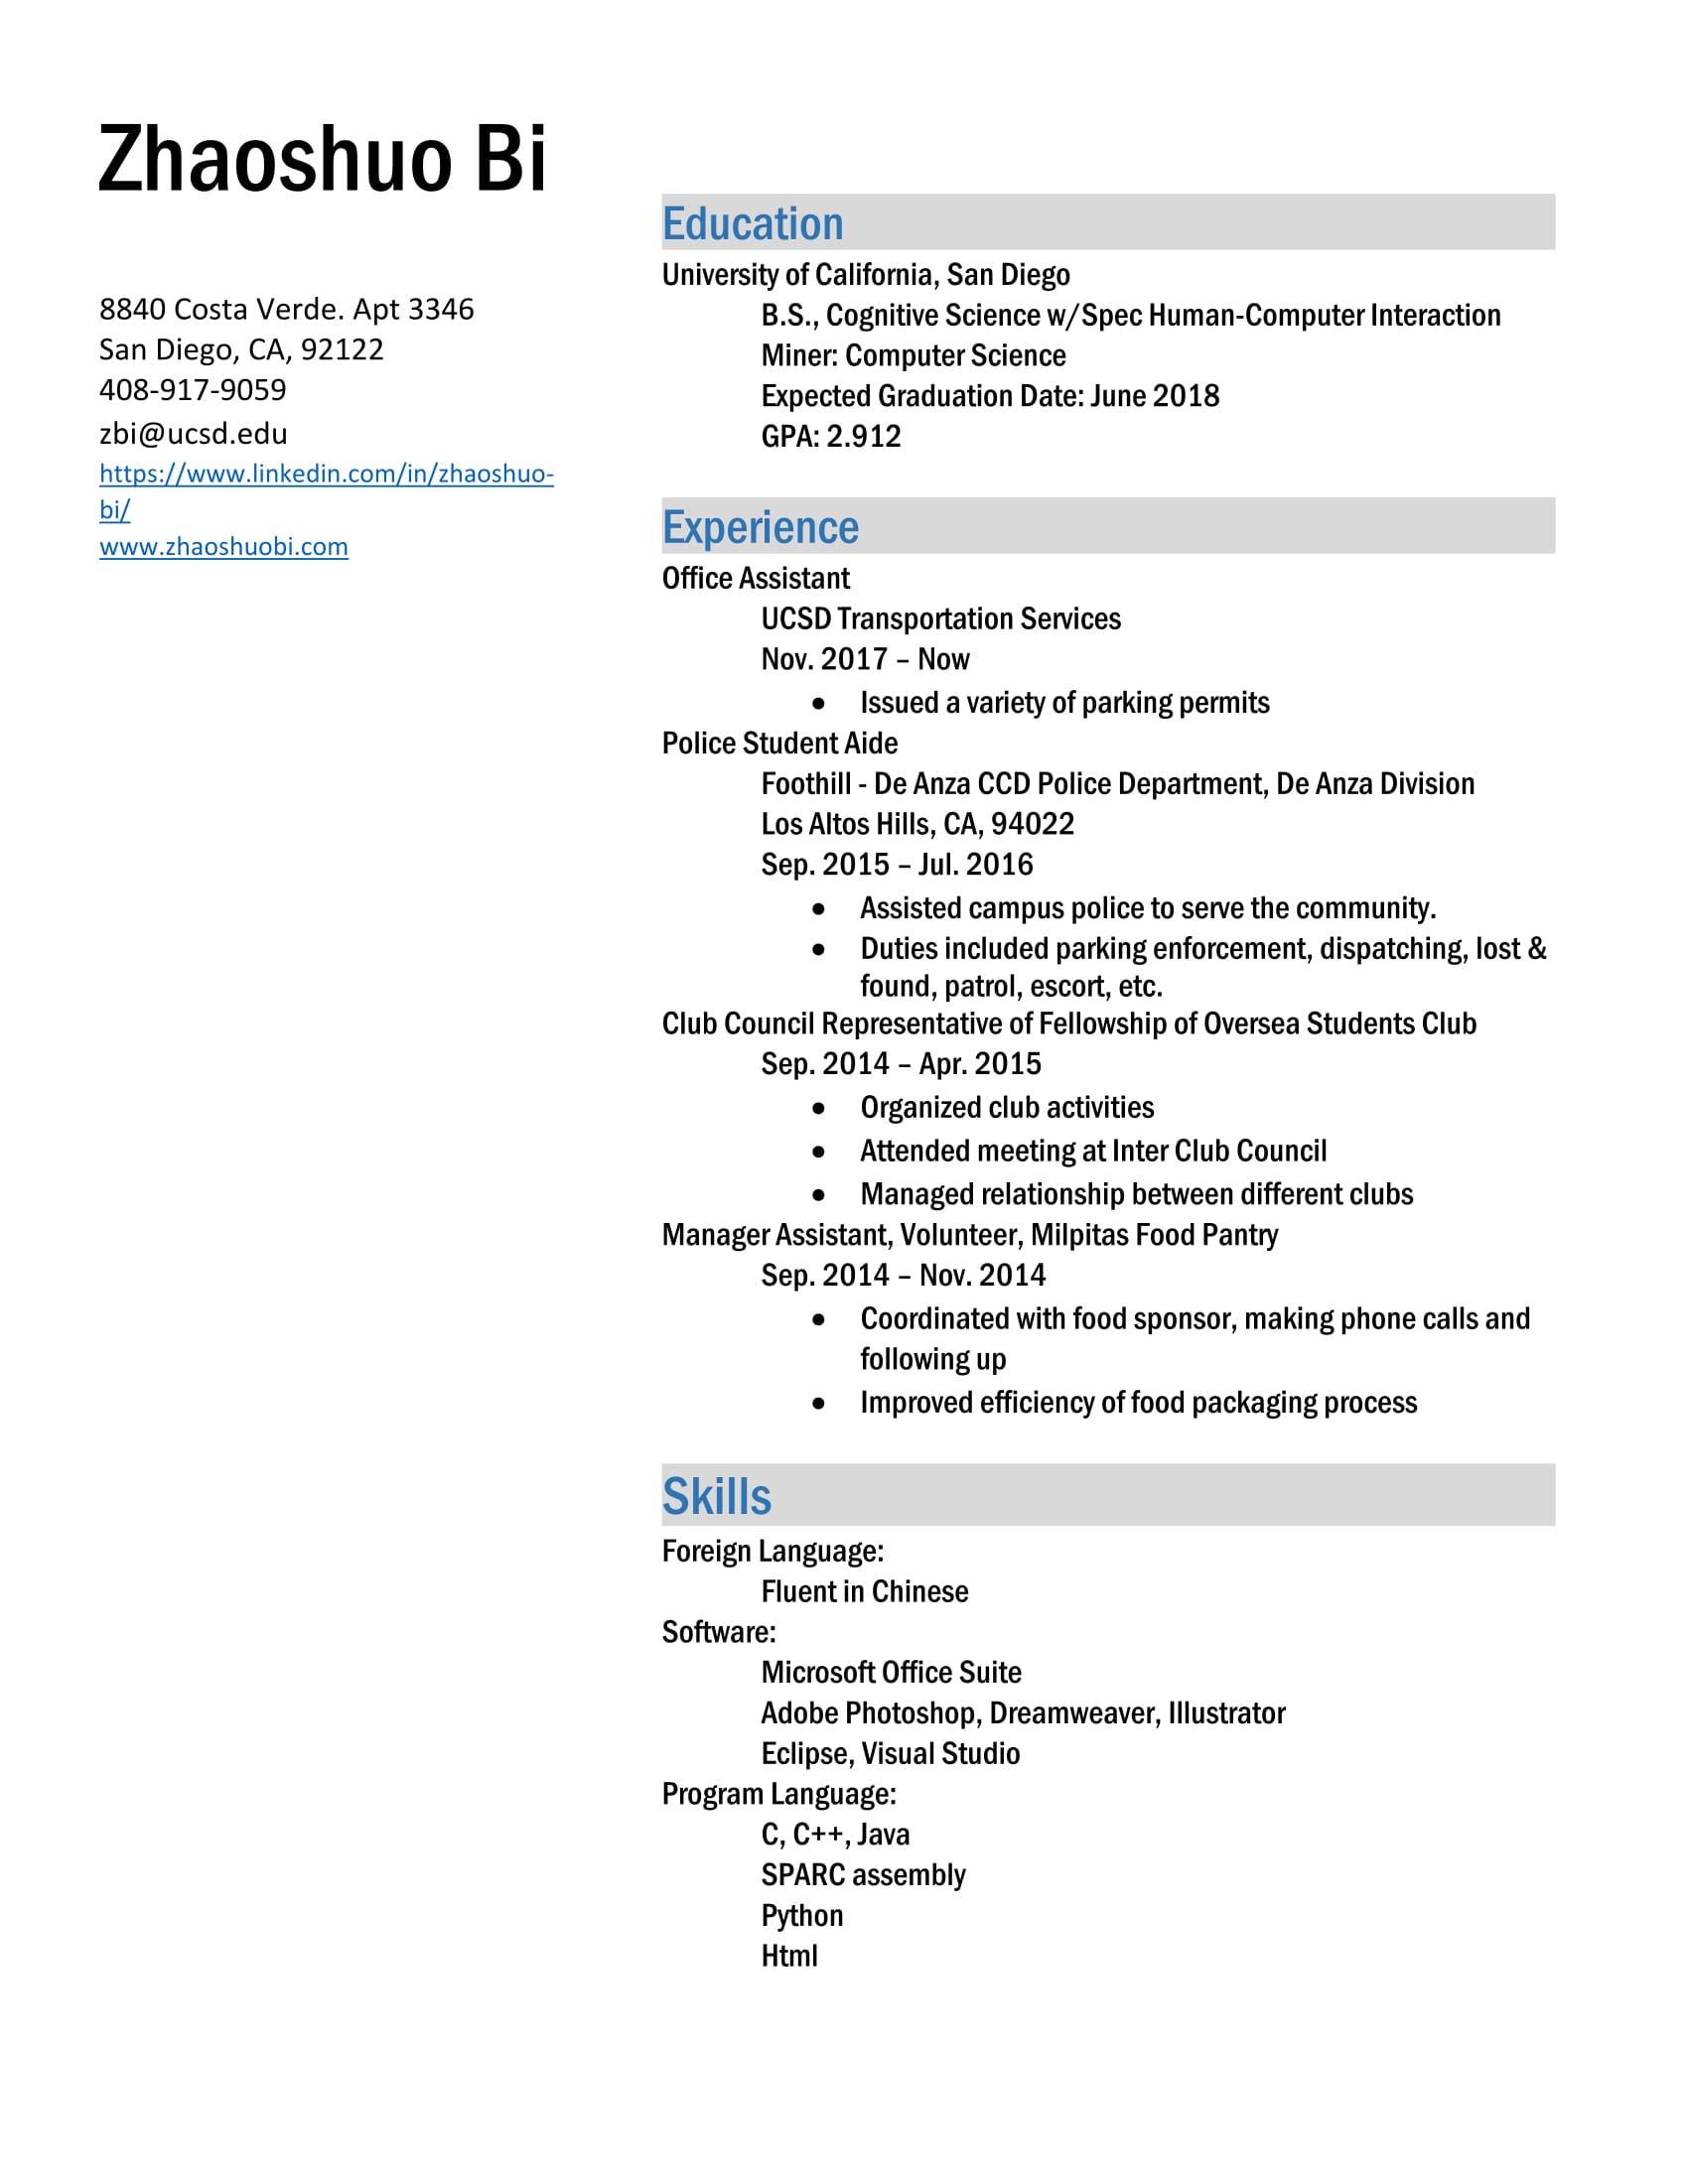 Zhaoshuo Bi
8840 Costa Verde. Apt 3346
San Diego, CA, 92122
408-917-9059
zbi@ucsd.edu
https://www.linkedin.com/in/zhaoshuo-
bi/
www.zhaoshuobi.com
Education
University of California, San Diego
B.S., Cognitive Science w/Spec Human-Computer Interaction
Miner: Computer Science
Expected Graduation Date: June 2018
GPA: 2.912
Experience
Office Assistant
UCSD Transportation Services
Nov. 2017 – Now
• Issued a variety of parking permits
Police Student Aide
Foothill - De Anza CCD Police Department, De Anza Division
Los Altos Hills, CA, 94022
Sep. 2015 – Jul. 2016
• Assisted campus police to serve the community.
• Duties included parking enforcement, dispatching, lost &
found, patrol, escort, etc.
Club Council Representative of Fellowship of Oversea Students Club
Sep. 2014 – Apr. 2015
• Organized club activities
• Attended meeting at Inter Club Council
• Managed relationship between different clubs
Manager Assistant, Volunteer, Milpitas Food Pantry
Sep. 2014 – Nov. 2014
• Coordinated with food sponsor, making phone calls and
following up
• Improved efficiency of food packaging process
Skills
Foreign Language:
Fluent in Chinese
Software:
Microsoft Office Suite
Adobe Photoshop, Dreamweaver, Illustrator
Eclipse, Visual Studio
Program Language:
C, C++, Java
SPARC assembly
Python
Html